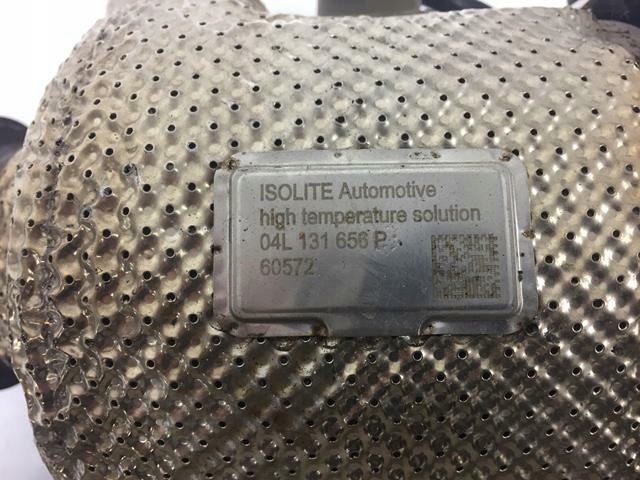 ISOLITE Automotive
high temperature solution
04L 131 656 P
60572